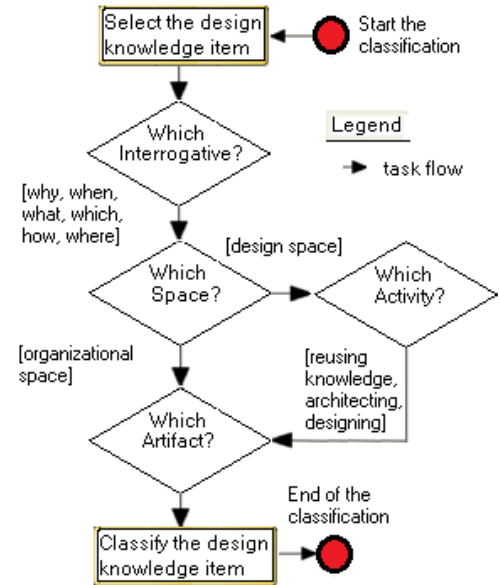 Select the design
knowledge item
Start the
classification
Which
Interrogative?
Legend
task flow
[why, when,
what, which,
how, where]
[design space]
Which
Space?
Which
Activity?
[organizational
space]
[reusing
knowledge,
architecting,
designing]
Which
Artifact?
End of the
classification
Classify the design
knowledge item